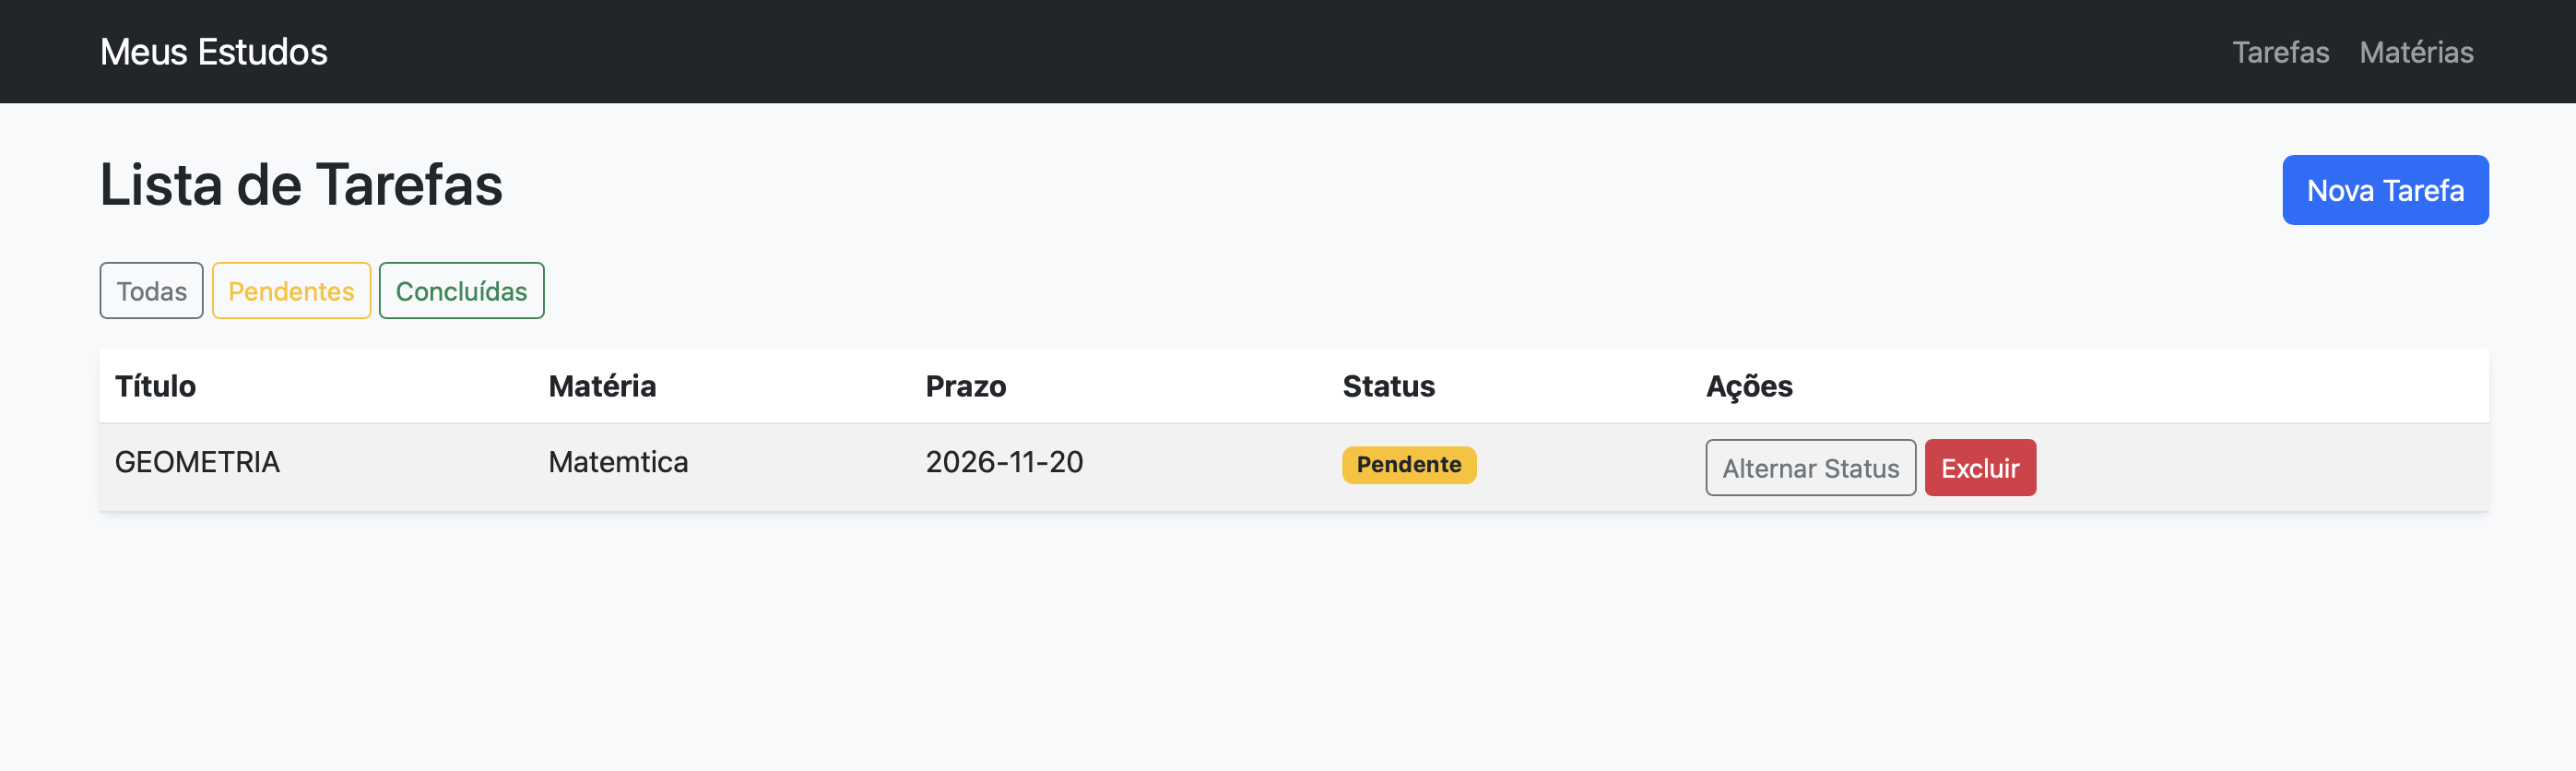 Meus Estudos Tarefas Matérias
Lista de Tarefas Nova Tarefa
Todas Pendentes Concluídas
Título Matéria Prazo Status Ações
GEOMETRIA Matemtica 2026-11-20 Pendente Alternar Status Excluir